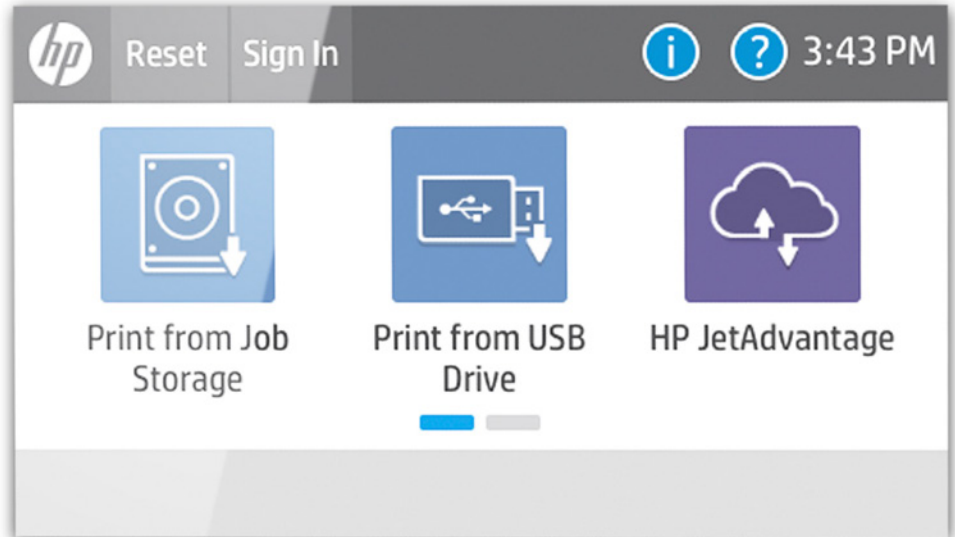 hp Reset Sign In i ? 3:43 PM
Print from Job
Storage
Print from USB
Drive
HP JetAdvantage